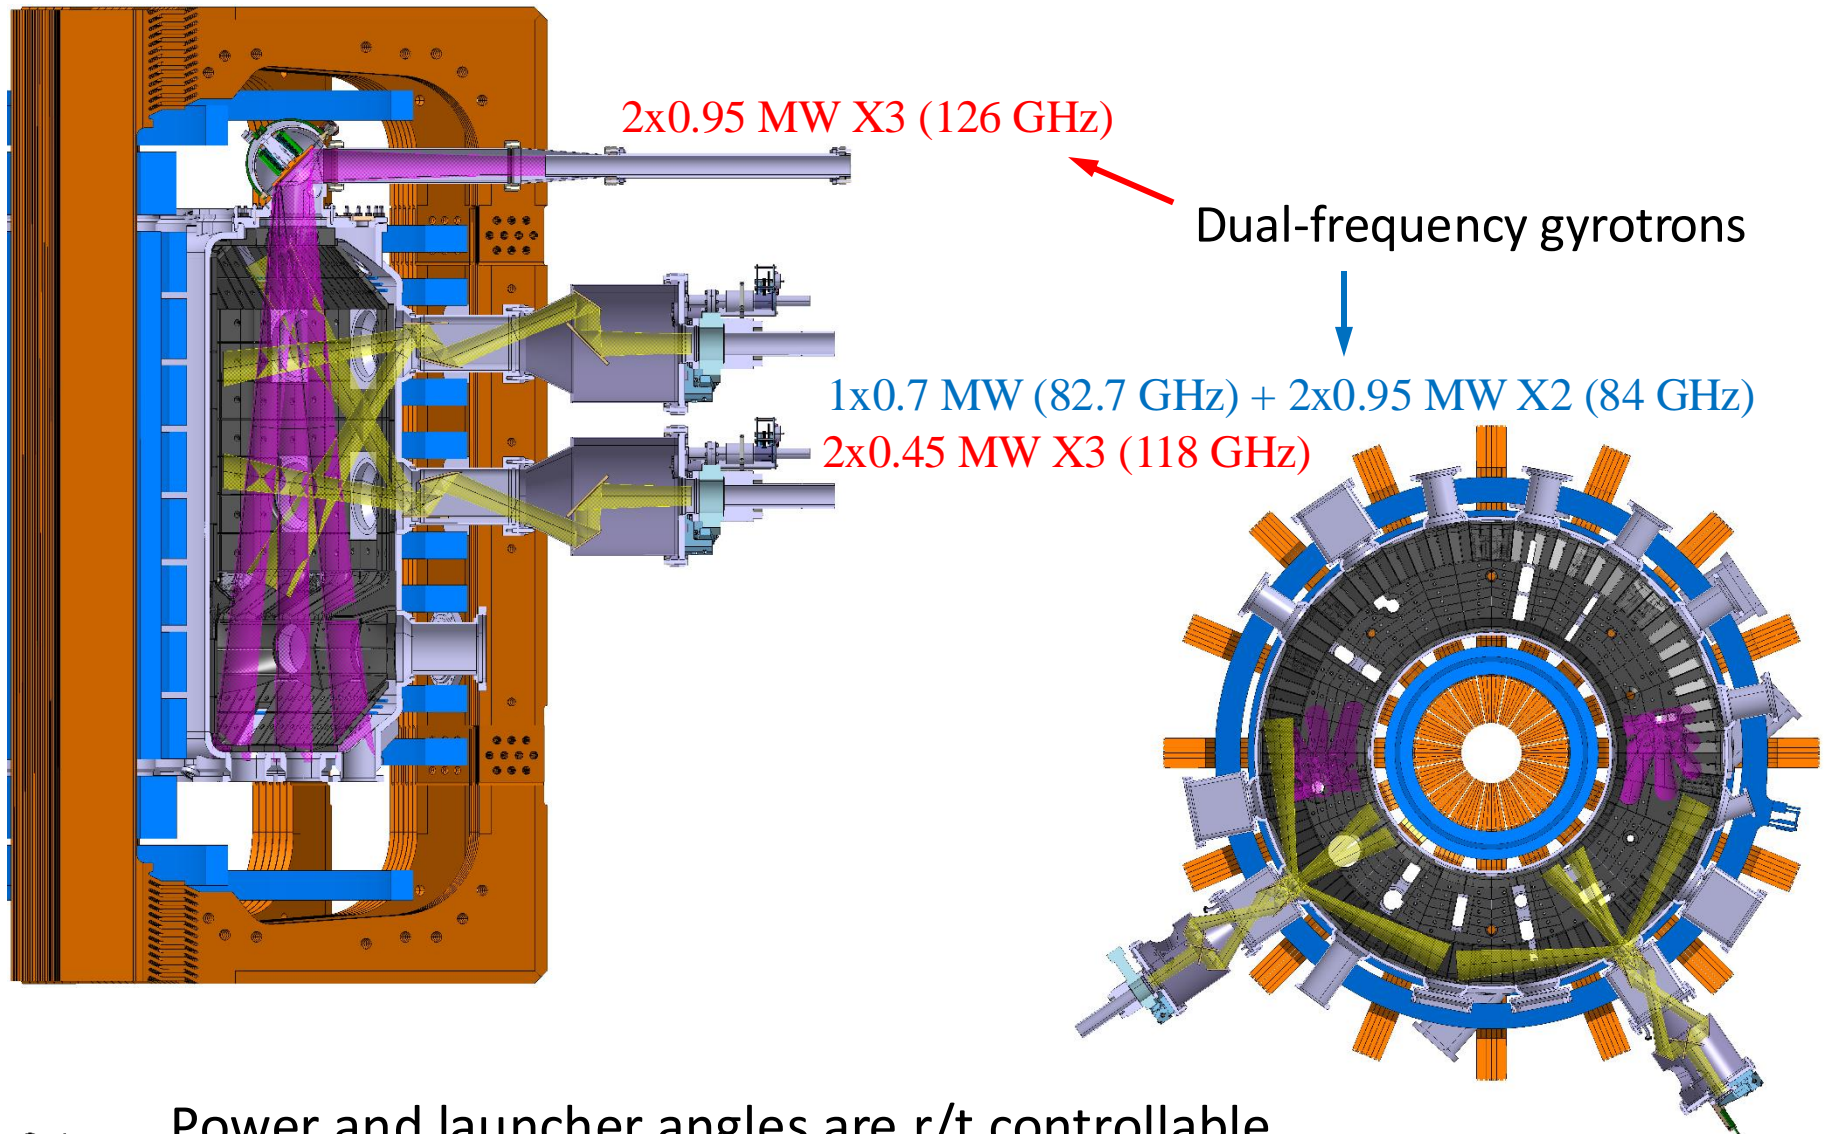 2x0.95 MW X3 (126 GHz)
Dual-frequency gyrotrons
1x0.7 MW (82.7 GHz) + 2x0.95 MW X2 (84 GHz)
2x0.45 MW X3 (118 GHz)
Power and launcher angles are r/t controllable